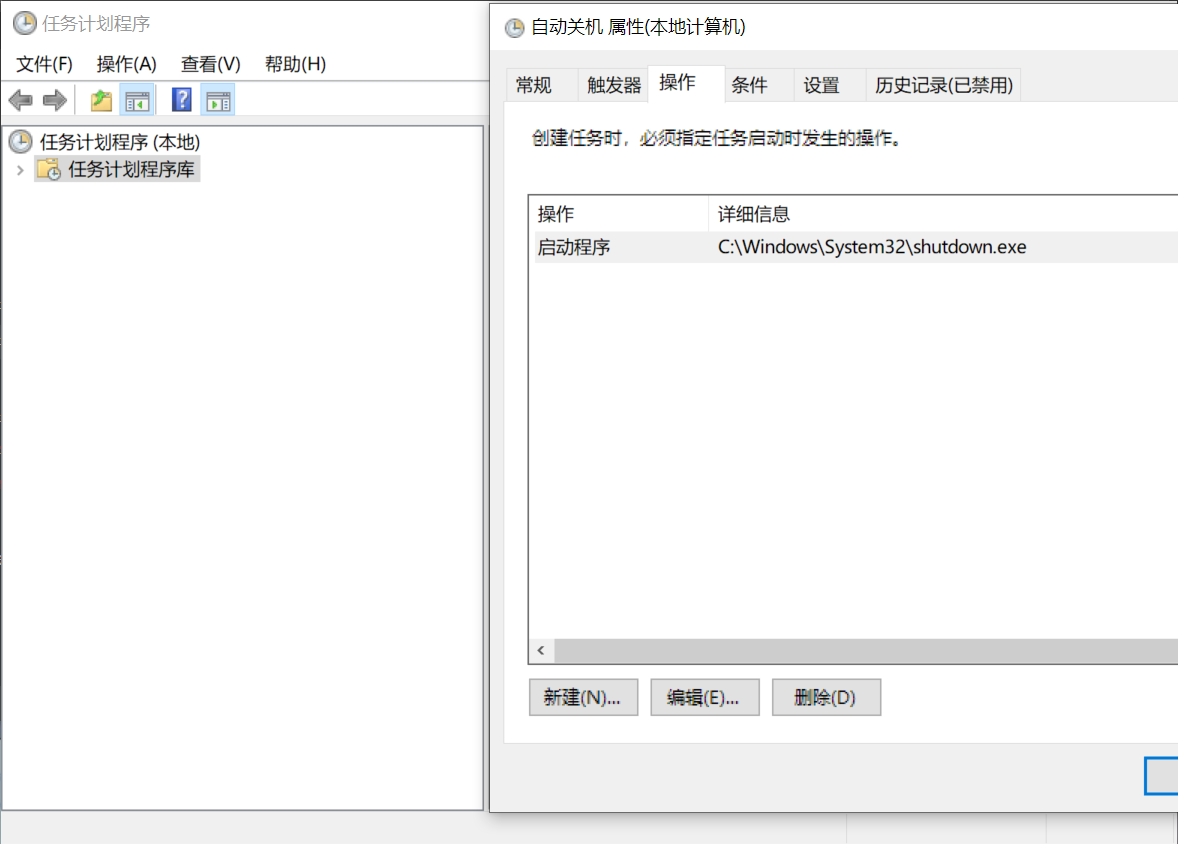 任务计划程序
文件(F) 操作(A) 查看(V) 帮助(H)
任务计划程序 (本地)
任务计划程序库
自动关机 属性(本地计算机)
常规 触发器 操作 条件 设置 历史记录(已禁用)
创建任务时，必须指定任务启动时发生的操作。
操作 详细信息
启动程序 C:\Windows\System32\shutdown.exe
新建(N)... 编辑(E)... 删除(D)